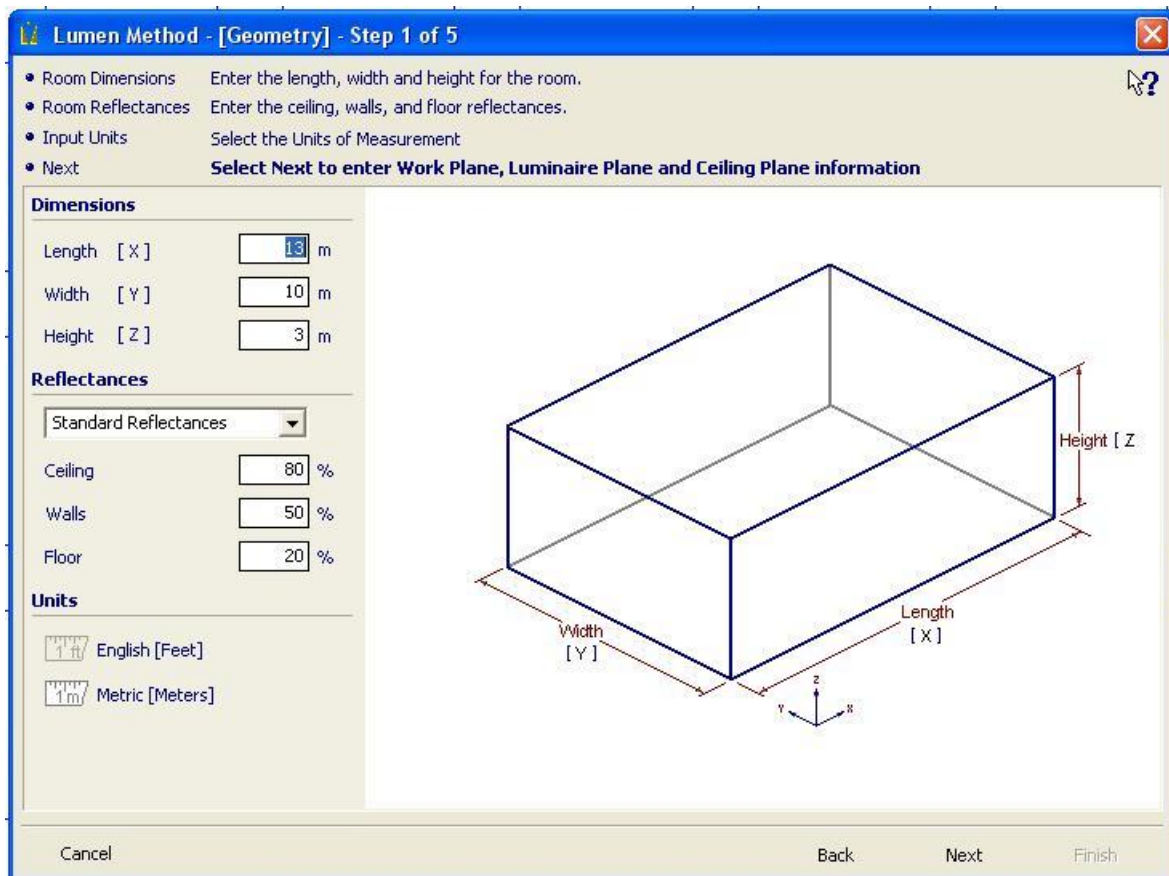 Lumen Method - [Geometry] - Step 1 of 5
Room Dimensions Enter the length, width and height for the room.
Room Reflectances Enter the ceiling, walls, and floor reflectances.
Input Units Select the Units of Measurement
Next Select Next to enter Work Plane, Luminaire Plane and Ceiling Plane information
Dimensions
Length [ X ] 13 m
Width [ Y ] 10 m
Height [ Z ] 3 m
Reflectances
Standard Reflectances
Ceiling 80 %
Walls 50 %
Floor 20 %
Units
1 ft English [Feet]
1 m Metric [Meters]
Height [ Z
Length
[ X ]
Width
[ Y ]
Z
Y X
Cancel Back Next Finish